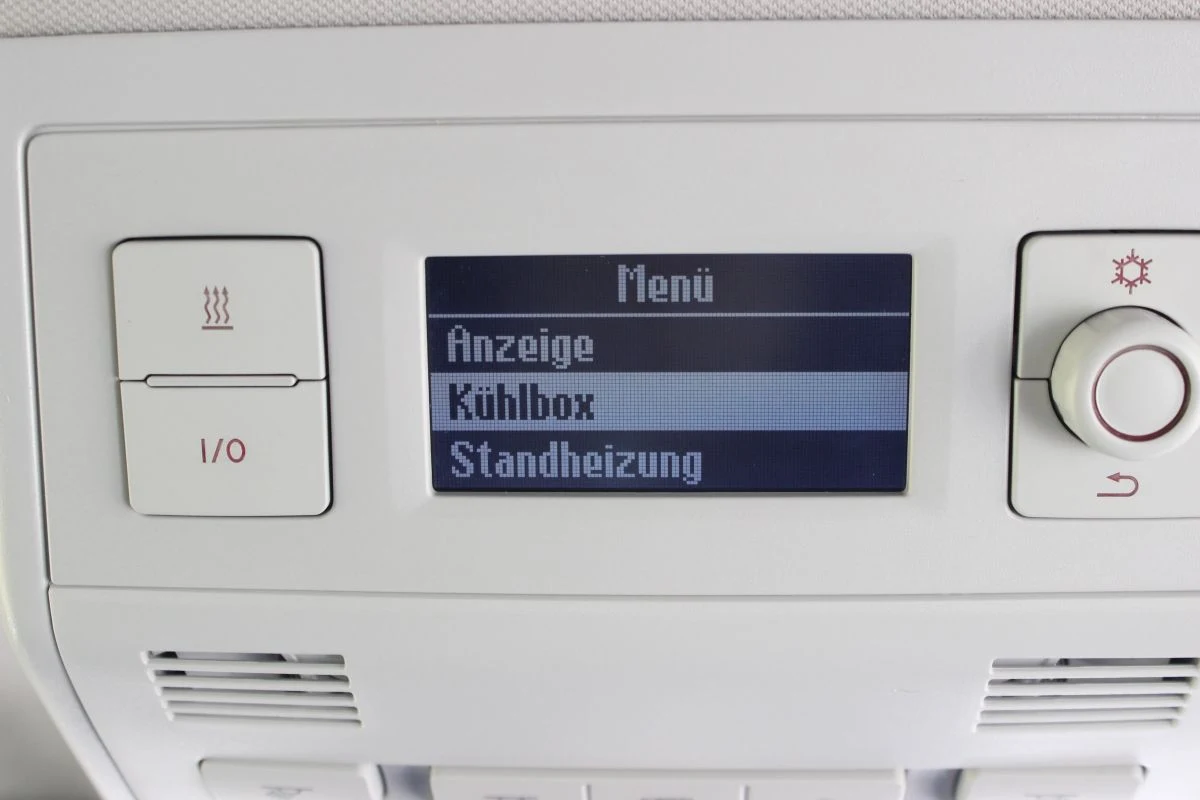 Menü
Anzeige
Kühlbox
Standheizung
I/O